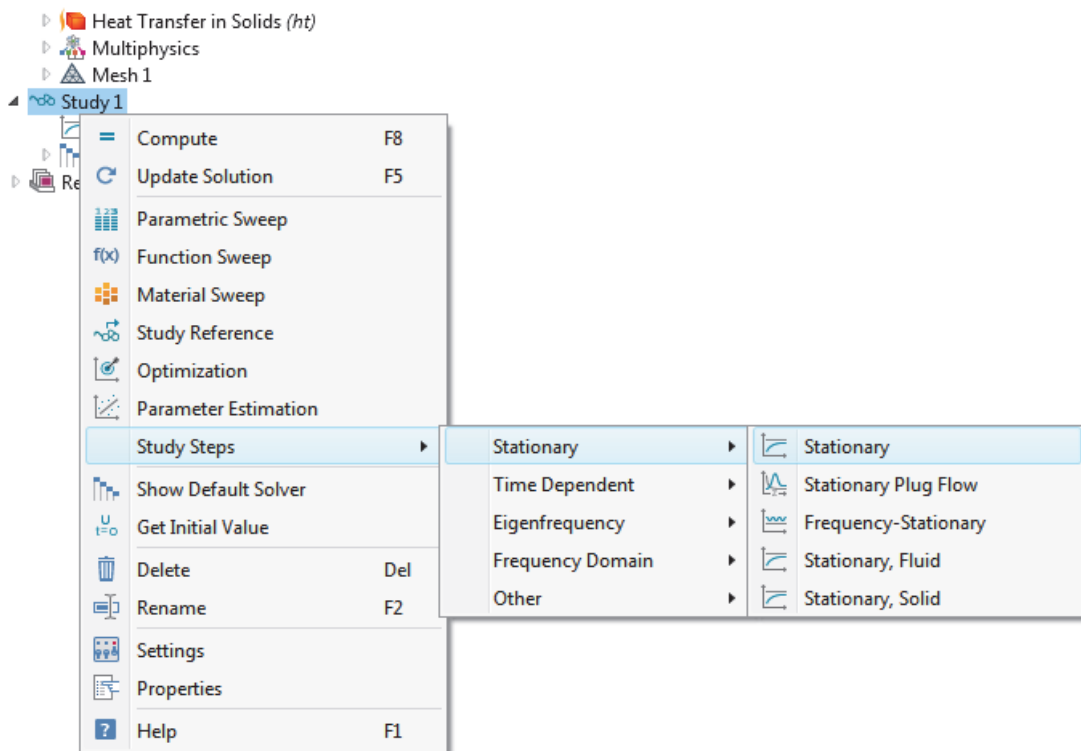 Heat Transfer in Solids (ht)
Multiphysics
Mesh 1
Study 1
Re
Compute F8
Update Solution F5
Parametric Sweep
f(x) Function Sweep
Material Sweep
Study Reference
Optimization
Parameter Estimation
Study Steps
Show Default Solver
Get Initial Value
Delete Del
Rename F2
Settings
Properties
Help F1
Stationary
Time Dependent
Eigenfrequency
Frequency Domain
Other
Stationary
Stationary Plug Flow
Frequency-Stationary
Stationary, Fluid
Stationary, Solid